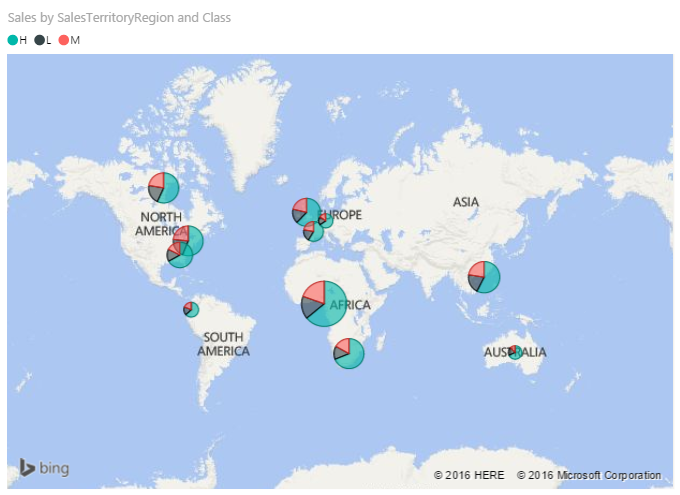 Sales by SalesTerritoryRegion and Class
H L M
NORTH
AMERICA
EUROPE
ASIA
AFRICA
SOUTH
AMERICA
AUSTRALIA
bing
© 2016 HERE © 2016 Microsoft Corporation